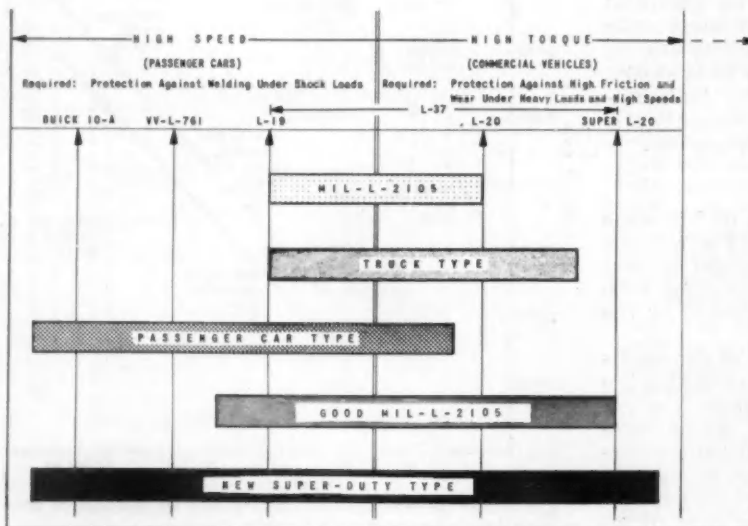 HIGH SPEED HIGH TORQUE
(PASSENGER CARS) (COMMERCIAL VEHICLES)
Required: Protection Against Welding Under Shock Loads Required: Protection Against High Friction and
Wear Under Heavy Loads and High Speeds
L-37
BUICK 10-A VV-L-761 L-19 L-20 SUPER L-20
MIL-L-2105
TRUCK TYPE
PASSENGER CAR TYPE
GOOD MIL-L-2105
NEW SUPER-DUTY TYPE